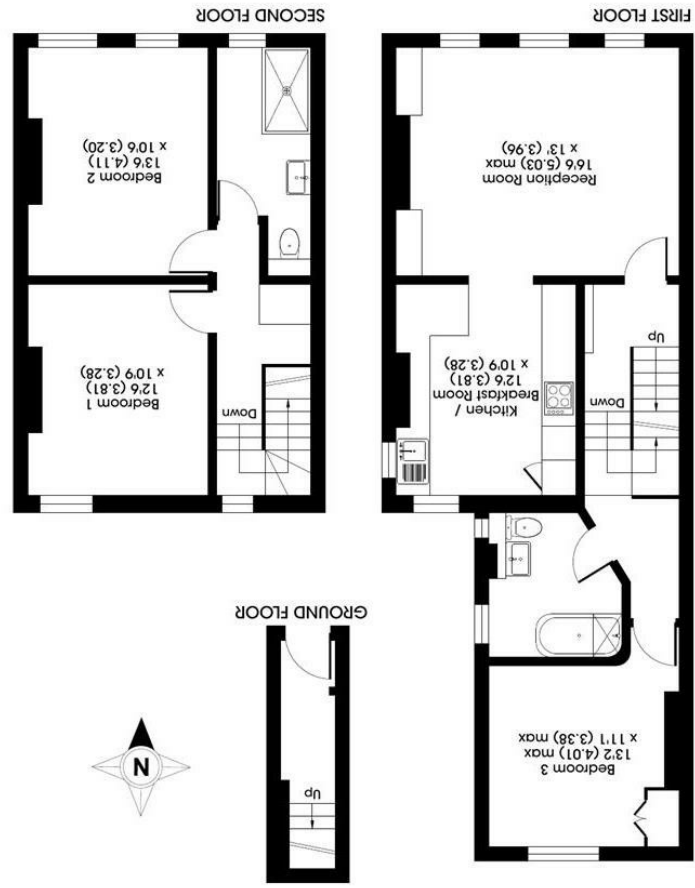 Bedroom 3
13'2 (4.01) max
x 11'1 (3.38) max
Up
N
GROUND FLOOR
Down
Up
Kitchen /
Breakfast Room
12'6 (3.81)
x 10'9 (3.28)
Reception Room
16'6 (5.03) max
x 13' (3.96)
FIRST FLOOR
Down
Bedroom 1
12'6 (3.81)
x 10'9 (3.28)
Bedroom 2
13'6 (4.11)
x 10'6 (3.20)
SECOND FLOOR